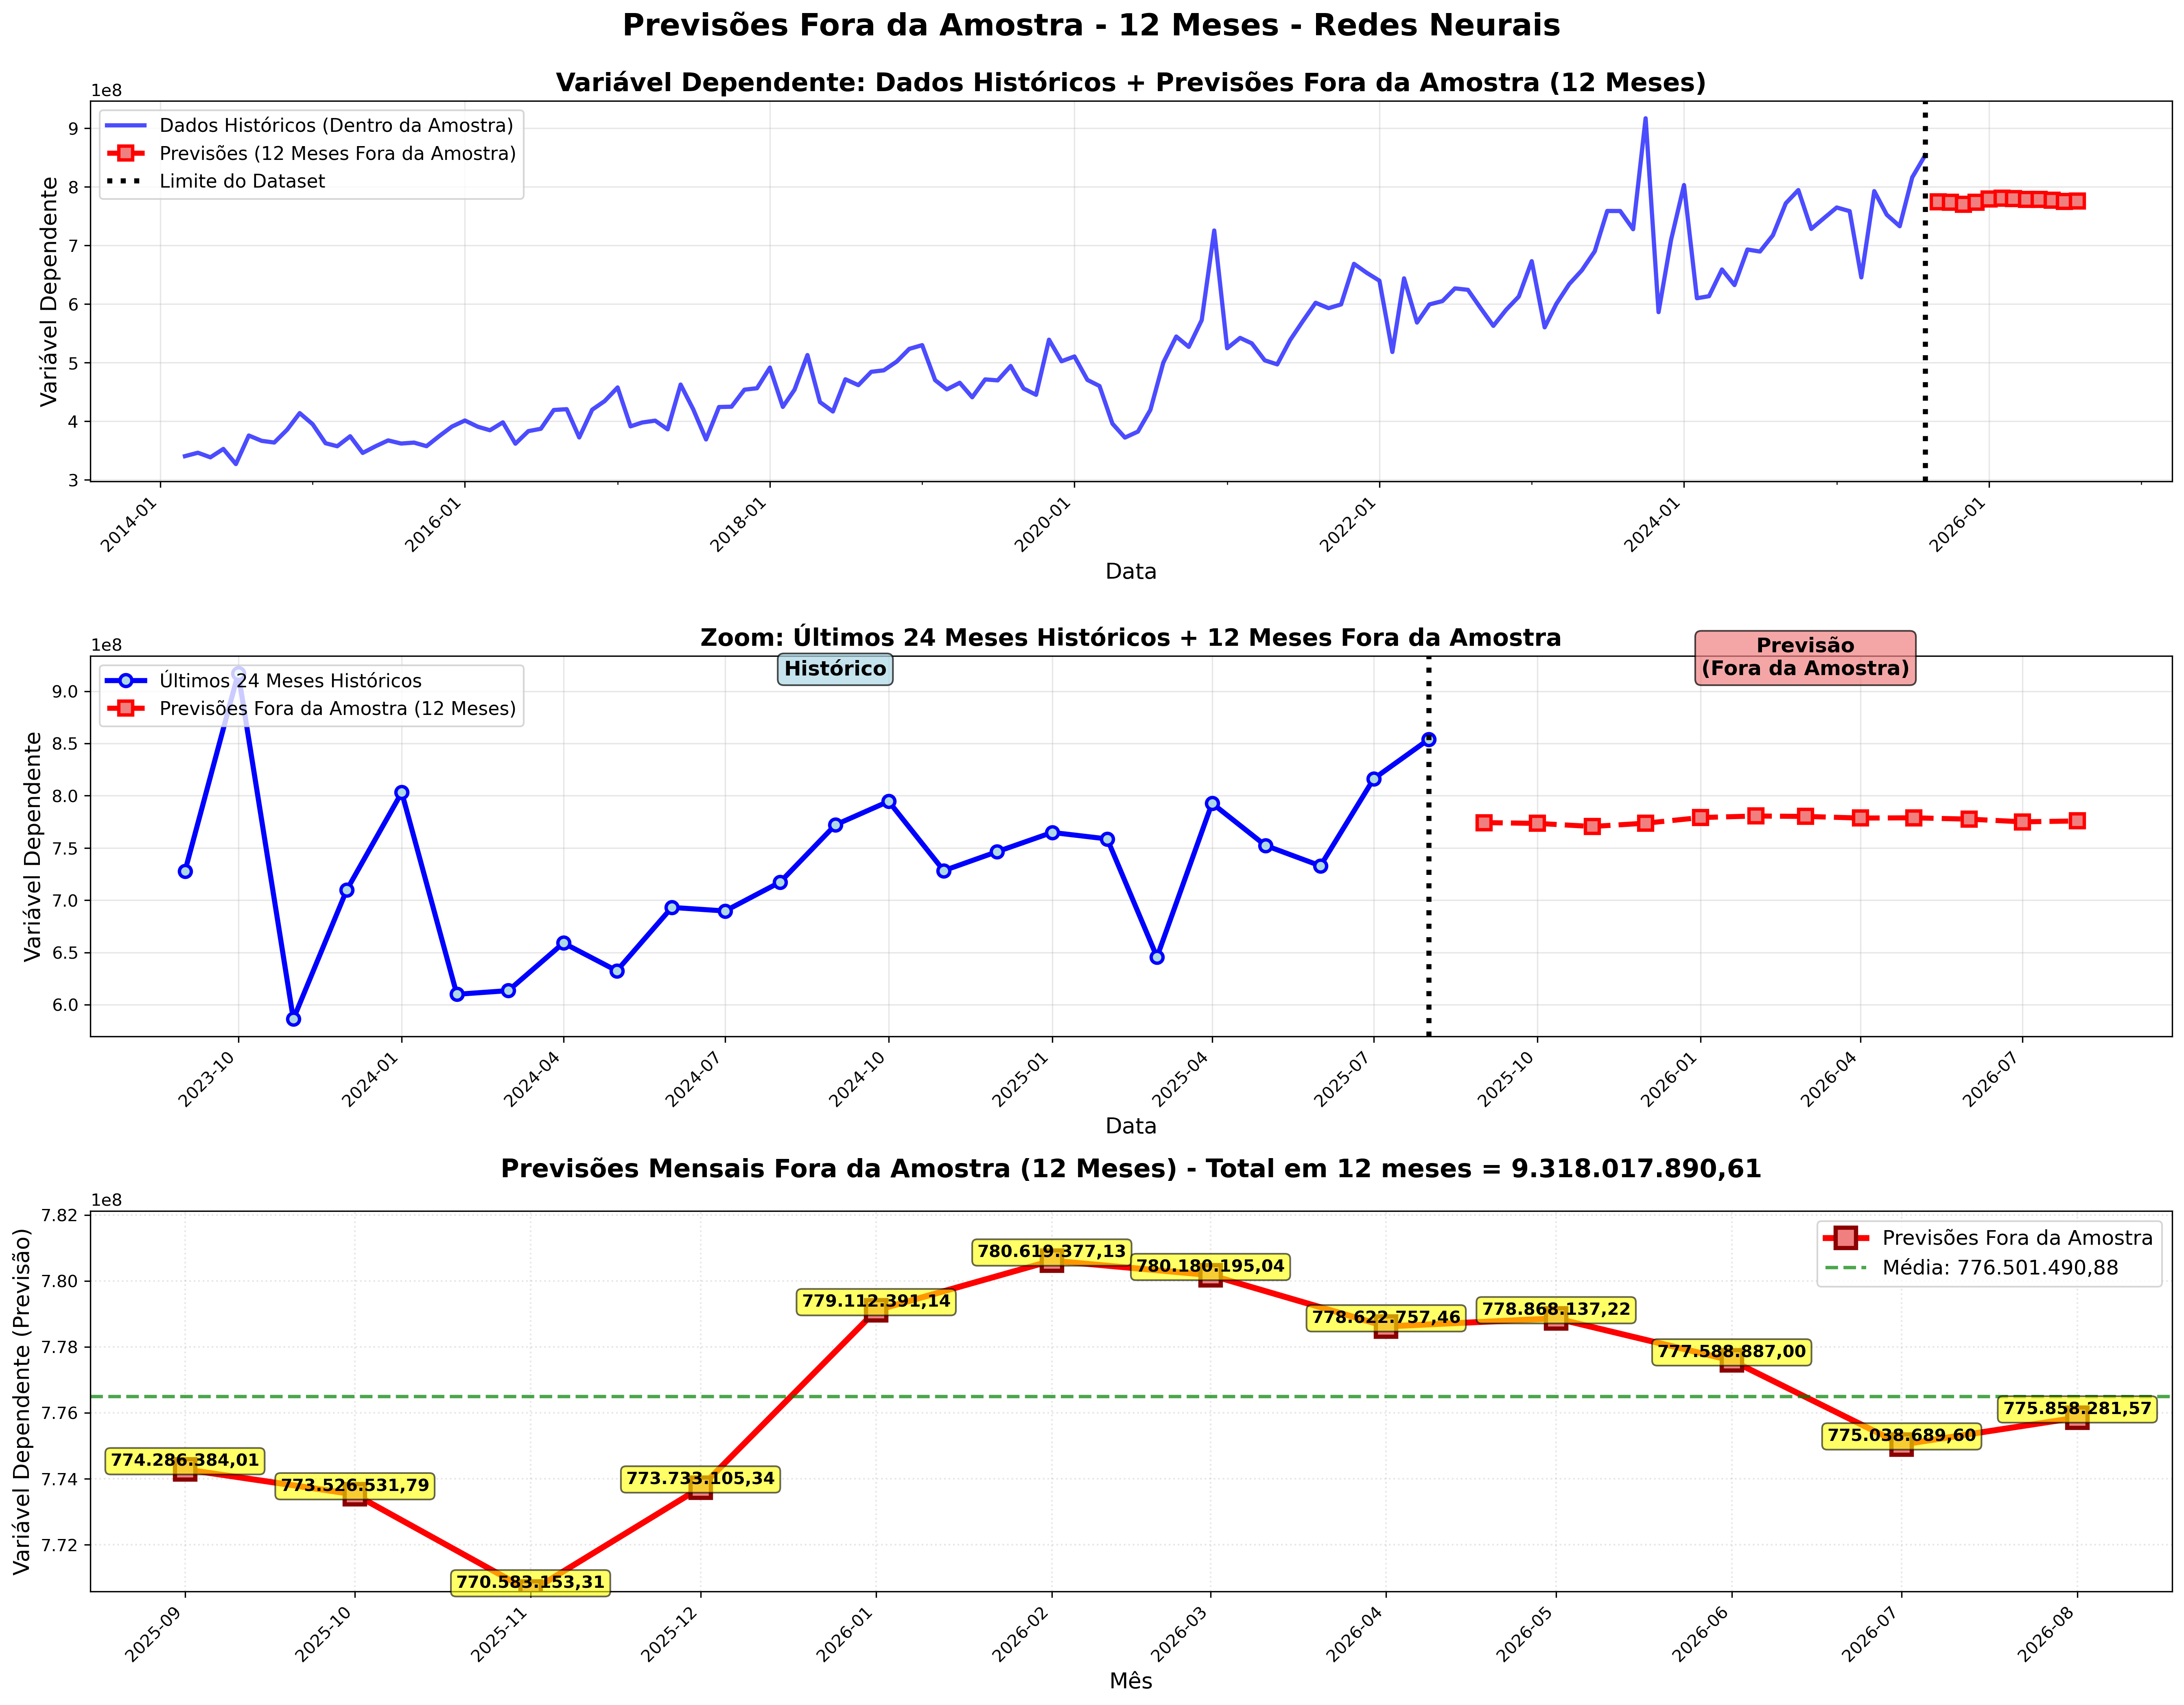 Previsões Fora da Amostra - 12 Meses - Redes Neurais
Variável Dependente: Dados Históricos + Previsões Fora da Amostra (12 Meses)
1e8
Dados Históricos (Dentro da Amostra)
Previsões (12 Meses Fora da Amostra)
Limite do Dataset
Variável Dependente
9
8
7
6
5
4
3
2014-01
2016-01
2018-01
2020-01
2022-01
2024-01
2026-01
Data
Zoom: Últimos 24 Meses Históricos + 12 Meses Fora da Amostra
1e8
Histórico
Previsão
(Fora da Amostra)
Últimos 24 Meses Históricos
Previsões Fora da Amostra (12 Meses)
Variável Dependente
9.0
8.5
8.0
7.5
7.0
6.5
6.0
2023-10
2024-01
2024-04
2024-07
2024-10
2025-01
2025-04
2025-07
2025-10
2026-01
2026-04
2026-07
Data
Previsões Mensais Fora da Amostra (12 Meses) - Total em 12 meses = 9.318.017.890,61
1e8
Previsões Fora da Amostra
Média: 776.501.490,88
Variável Dependente (Previsão)
7.82
7.80
7.78
7.76
7.74
7.72
774.286.384,01
773.526.531,79
770.583.153,31
773.733.105,34
779.112.391,14
780.619.377,13
780.180.195,04
778.622.757,46
778.868.137,22
777.588.887,00
775.038.689,60
775.858.281,57
2025-09
2025-10
2025-11
2025-12
2026-01
2026-02
2026-03
2026-04
2026-05
2026-06
2026-07
2026-08
Mês